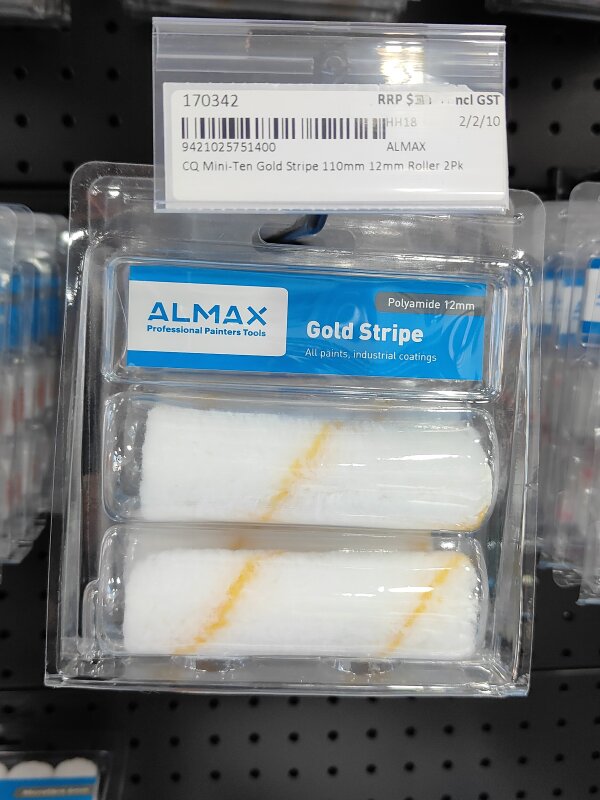 170342
RRP $ incl GST
HH18 2/2/10
9421025751400 ALMAX
CQ Mini-Ten Gold Stripe 110mm 12mm Roller 2Pk
Polyamide 12mm
ALMAX
Professional Painters Tools
Gold Stripe
All paints, industrial coatings